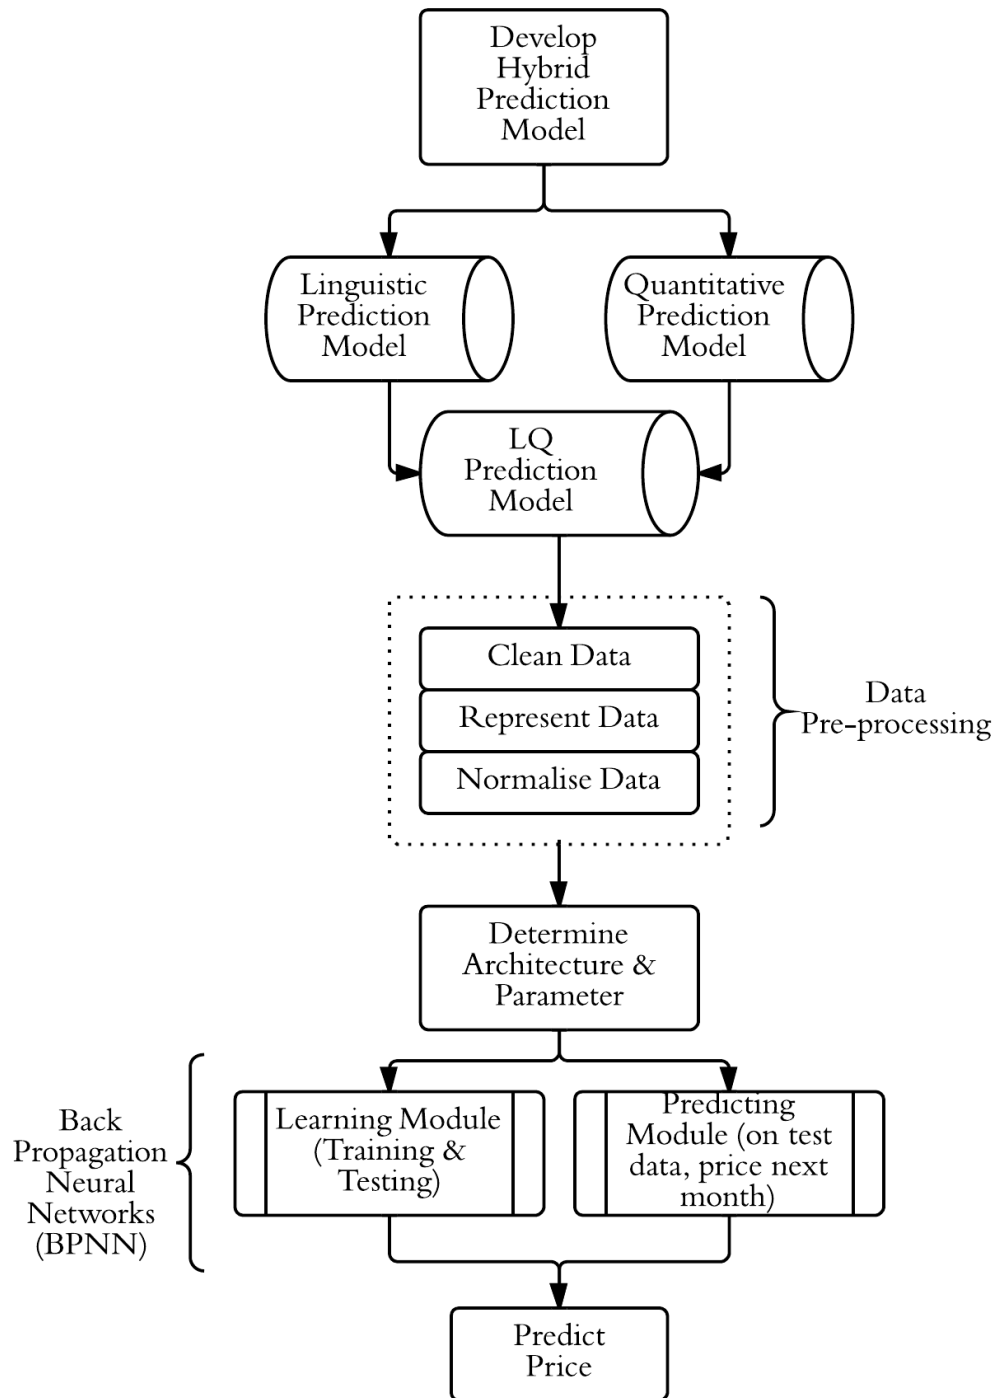 Develop
Hybrid
Prediction
Model
Linguistic
Prediction
Model
Quantitative
Prediction
Model
LQ
Prediction
Model
Clean Data
Represent Data
Normalise Data
Data
Pre-processing
Determine
Architecture &
Parameter
Back
Propagation
Neural
Networks
(BPNN)
Learning Module
(Training &
Testing)
Predicting
Module (on test
data, price next
month)
Predict
Price